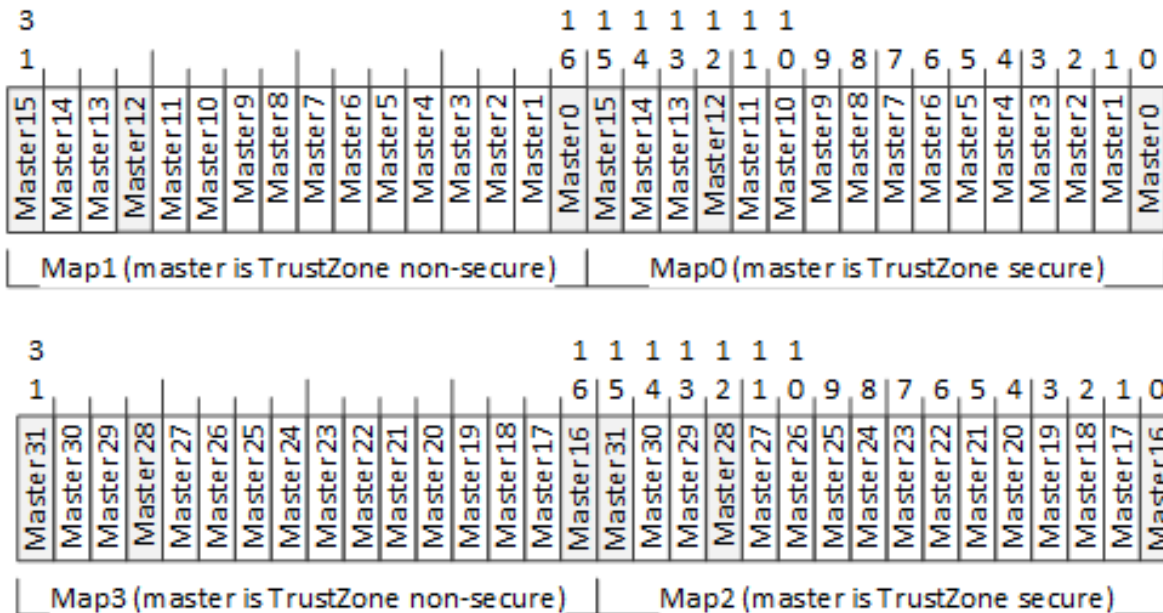 3 1 1 1 1 1 1 1
1 6 5 4 3 2 1 0 9 8 7 6 5 4 3 2 1 0
Master15 Master14 Master13 Master12 Master11 Master10 Master9 Master8 Master7 Master6 Master5 Master4 Master3 Master2 Master1 Master0 Master15 Master14 Master13 Master12 Master11 Master10 Master9 Master8 Master7 Master6 Master5 Master4 Master3 Master2 Master1 Master0
Map1 (master is TrustZone non-secure) Map0 (master is TrustZone secure)
3 1 1 1 1 1 1 1
1 6 5 4 3 2 1 0 9 8 7 6 5 4 3 2 1 0
Master31 Master30 Master29 Master28 Master27 Master26 Master25 Master24 Master23 Master22 Master21 Master20 Master19 Master18 Master17 Master16 Master31 Master30 Master29 Master28 Master27 Master26 Master25 Master24 Master23 Master22 Master21 Master20 Master19 Master18 Master17 Master16
Map3 (master is TrustZone non-secure) Map2 (master is TrustZone secure)